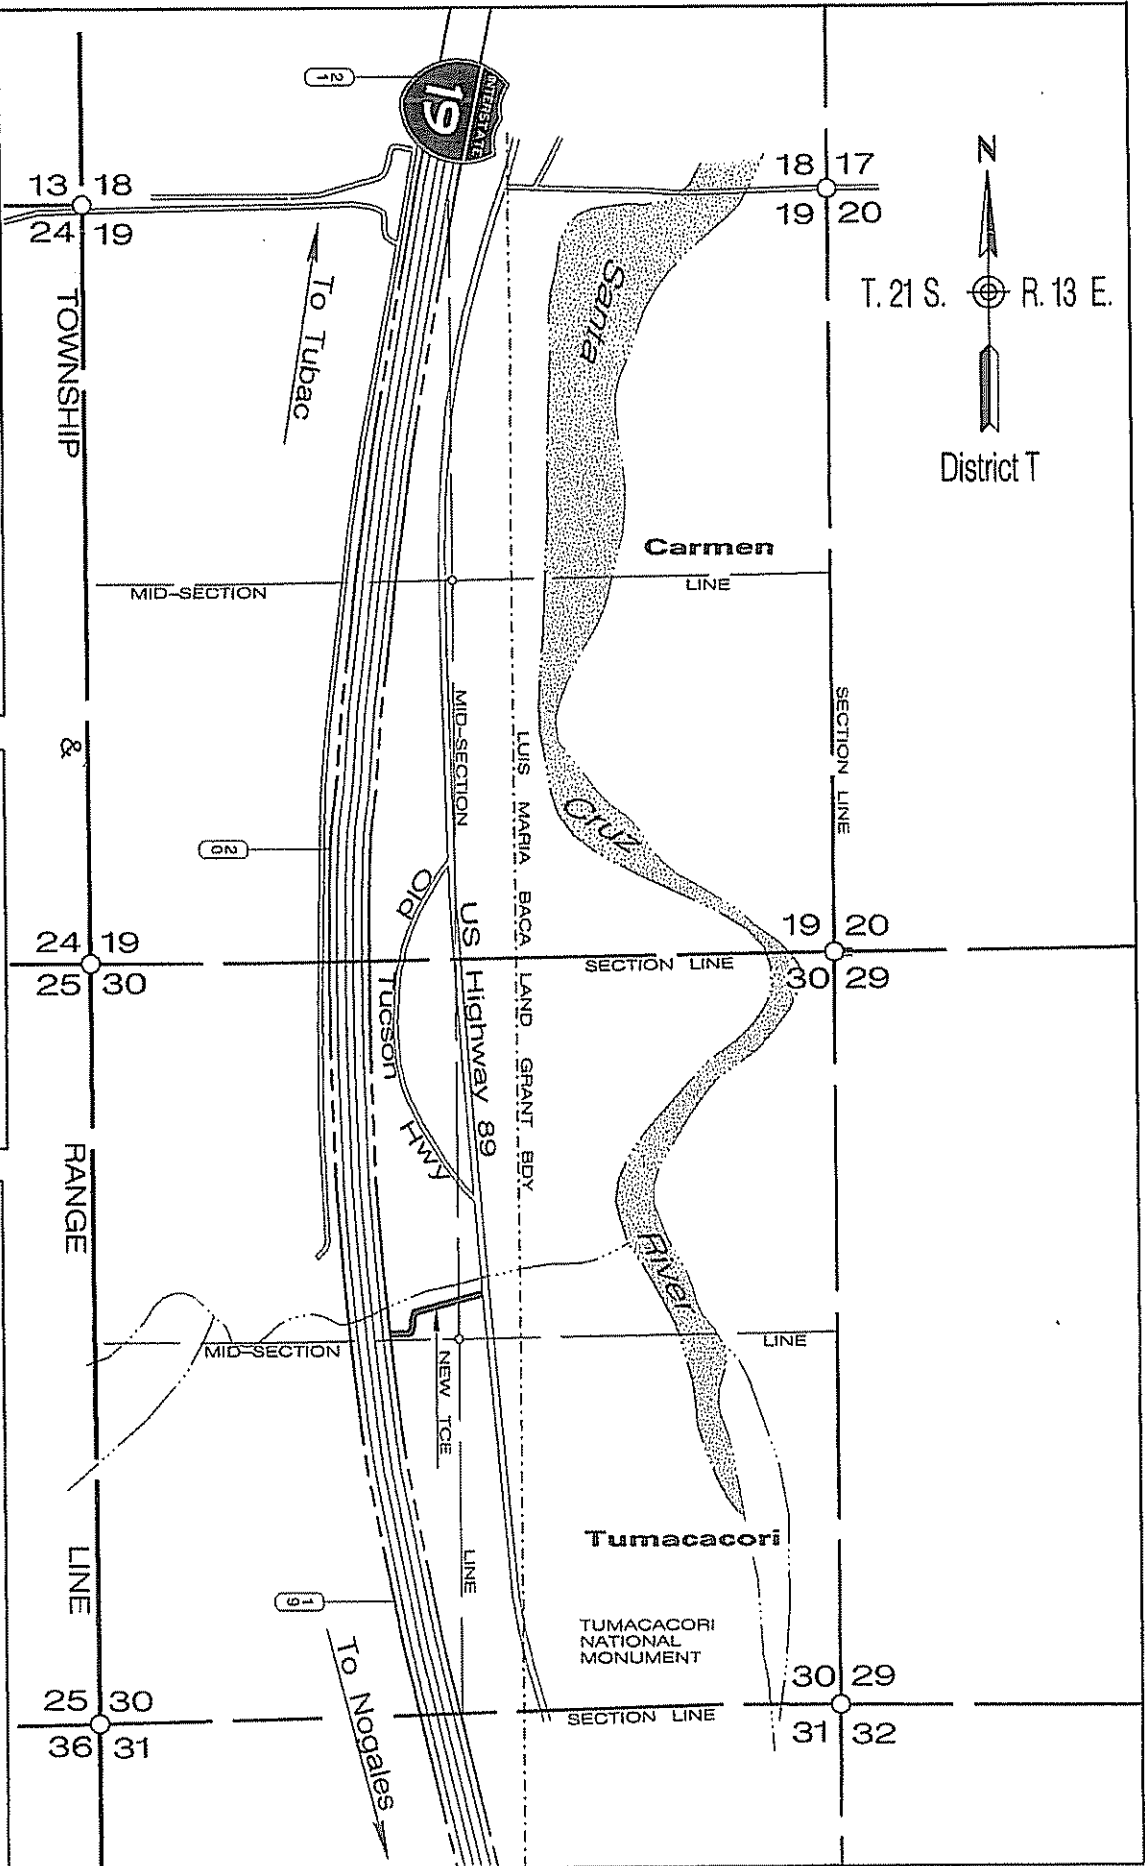 N
T. 21 S. R. 13 E.
District T
INTERSTATE
19
21
To Tubac
13 18
24 19
18 17
19 20
Santa
Carmen
MID-SECTION
LINE
SECTION LINE
MID-SECTION
LUIS MARIA BACA LAND GRANT BDY
TOWNSHIP & RANGE LINE
20
Cruz
Old Tucson Hwy
US Highway 89
24 19
25 30
SECTION LINE
19 20
30 29
River
MID-SECTION
LINE
NEW TCE
LINE
Tumacacori
TUMACACORI
NATIONAL
MONUMENT
19
To Nogales
25 30
36 31
SECTION LINE
30 29
31 32